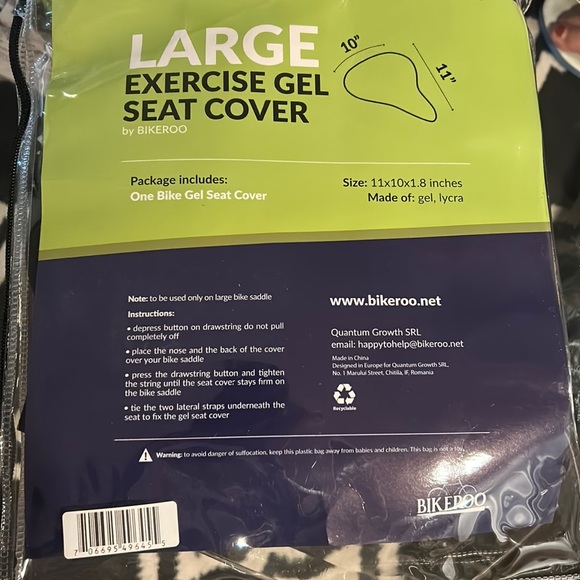 LARGE
EXERCISE GEL
SEAT COVER
by BIKEROO
10"
11"
Package includes:
One Bike Gel Seat Cover
Size: 11x10x1.8 inches
Made of: gel, lycra
Note: to be used only on large bike saddle
Instructions:
• depress button on drawstring do not pull
completely off
• place the nose and the back of the cover
over your bike saddle
• press the drawstring button and tighten
the string until the seat cover stays firm on
the bike saddle
• tie the two lateral straps underneath the
seat to fix the gel seat cover
www.bikeroo.net
Quantum Growth SRL
email: happytohelp@bikeroo.net
Made in China
Designed in Europe for Quantum Growth SRL,
No. 1 Marului Street, Chitila, IF, Romania
Recyclable
Warning: to avoid danger of suffocation, keep this plastic bag away from babies and children. This bag is not a toy.
BIKEROO
7 06695 49645 5